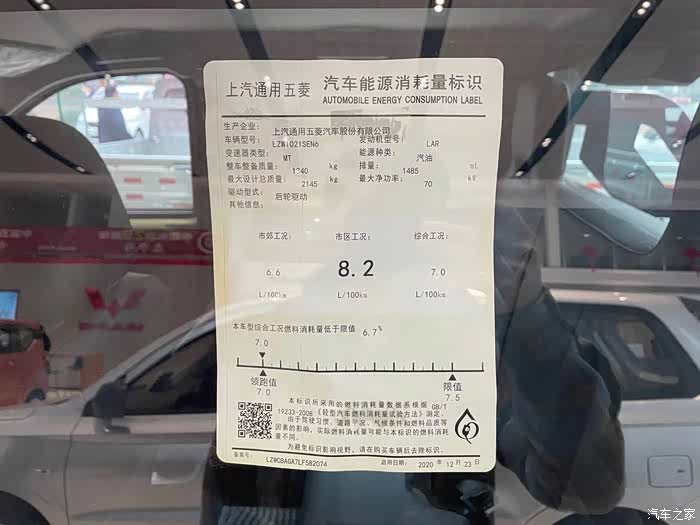 上汽通用五菱 汽车能源消耗量标识
AUTOMOBILE ENERGY CONSUMPTION LABEL
生产企业: 上汽通用五菱汽车股份有限公司
车辆型号: 发动机型号: LAR
变速器类型: MT 能源种类: 汽油
整车整备质量: kg 排量: 1485 mL
最大设计总质量: 2145 kg 最大净功率: 70 kW
驱动型式: 后轮驱动
其他信息:
市郊工况: 市区工况: 综合工况:
6.6 8.2 7.0
L/100km L/100km L/100km
本车型综合工况燃料消耗量低于限值 6.7%
7.0
领跑值 限值
7.0 7.5
本标识所采用的燃料消耗量数据系根据 GB/T
19233-2008《轻型汽车燃料消耗量试验方法》测定。
由于驾驶习惯、道路状况、气候条件和燃料品质等
因素的影响,实际燃料消耗量可能与本标识的燃料消耗
量不同。
为避免标识影响视野,请在购买车辆后去除标识。
备案号: LZWCBAGA7LF582074 启用日期: 2020 年 12 月 23 日
汽车之家